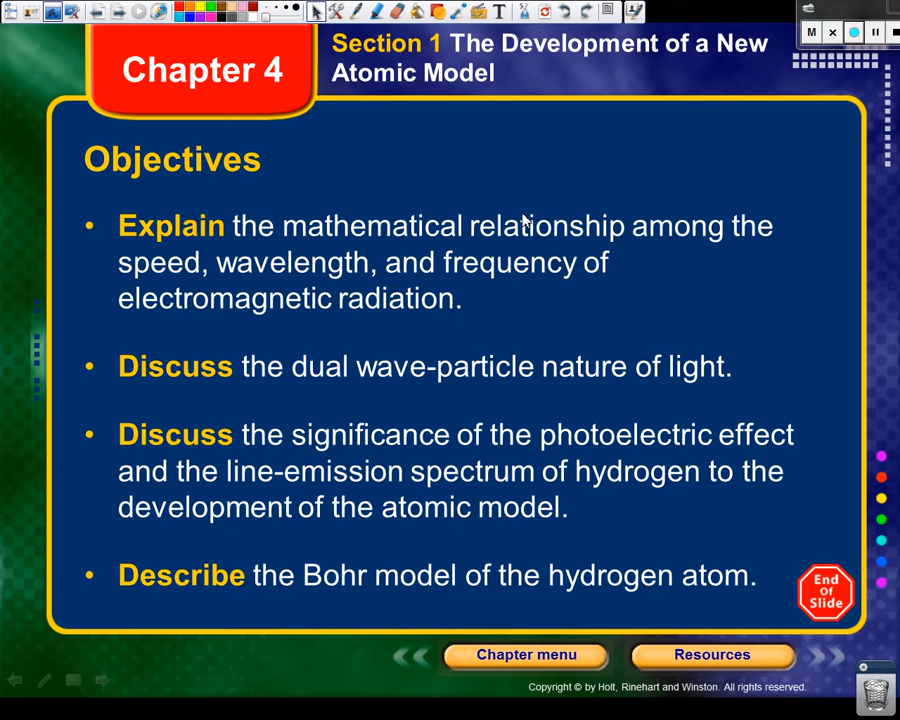 M
Chapter 4
Section 1 The Development of a New
Atomic Model
Objectives
• Explain the mathematical relationship among the
speed, wavelength, and frequency of
electromagnetic radiation.
• Discuss the dual wave-particle nature of light.
• Discuss the significance of the photoelectric effect
and the line-emission spectrum of hydrogen to the
development of the atomic model.
• Describe the Bohr model of the hydrogen atom.
End
Of
Slide
Chapter menu
Resources
Copyright © by Holt, Rinehart and Winston. All rights reserved.